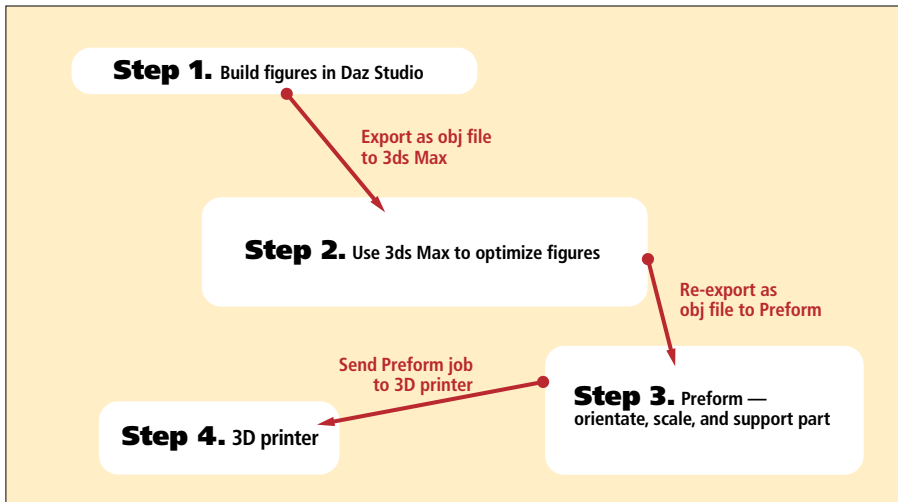 Step 1. Build figures in Daz Studio
Export as obj file
to 3ds Max
Step 2. Use 3ds Max to optimize figures
Re-export as
obj file to Preform
Step 3. Preform —
orientate, scale, and support part
Send Preform job
to 3D printer
Step 4. 3D printer